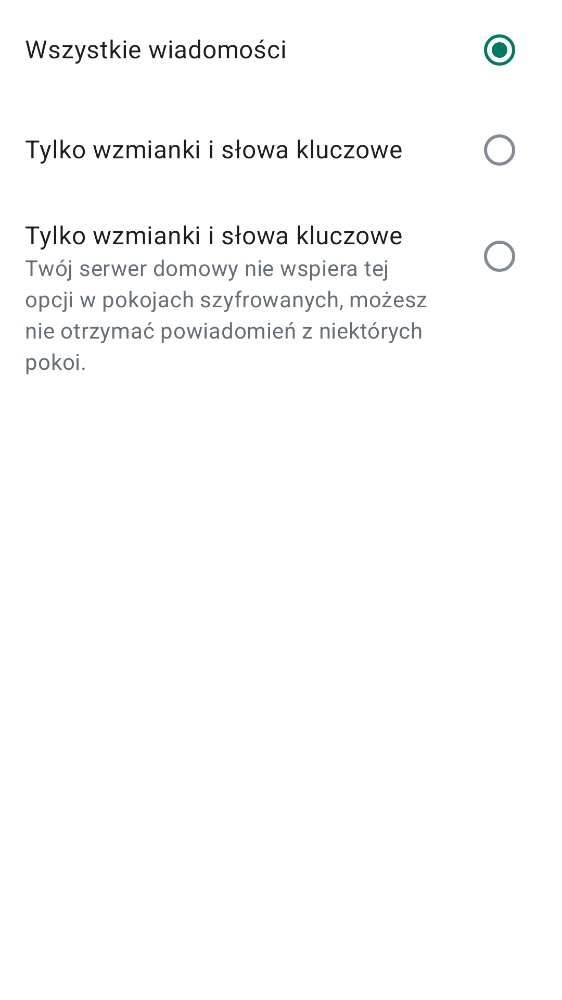 Wszystkie wiadomości
Tylko wzmianki i słowa kluczowe
Tylko wzmianki i słowa kluczowe
Twój serwer domowy nie wspiera tej
opcji w pokojach szyfrowanych, możesz
nie otrzymać powiadomień z niektórych
pokoi.